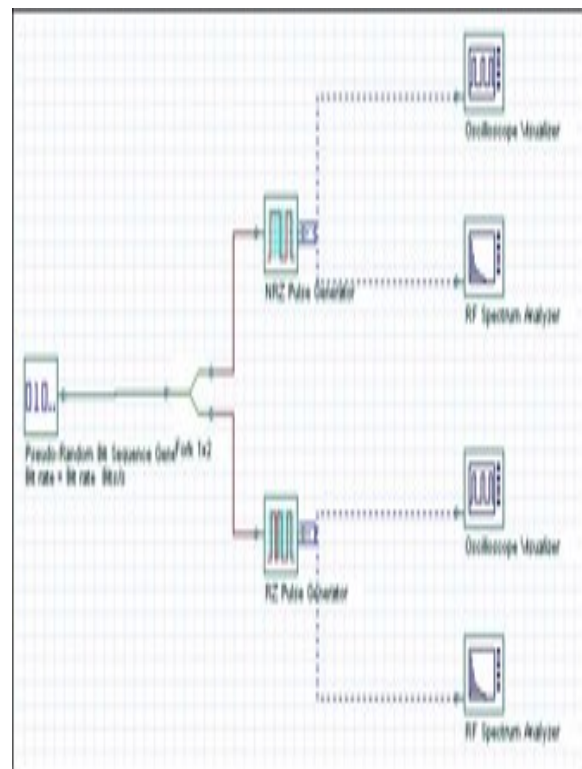 Oscilloscope Visualizer
NRZ Pulse Generator
RF Spectrum Analyzer
010..
Pseudo-Random Bit Sequence Gene
Fork 1x2
Bit rate = Bit rate Bits/s
Oscilloscope Visualizer
RZ Pulse Generator
RF Spectrum Analyzer